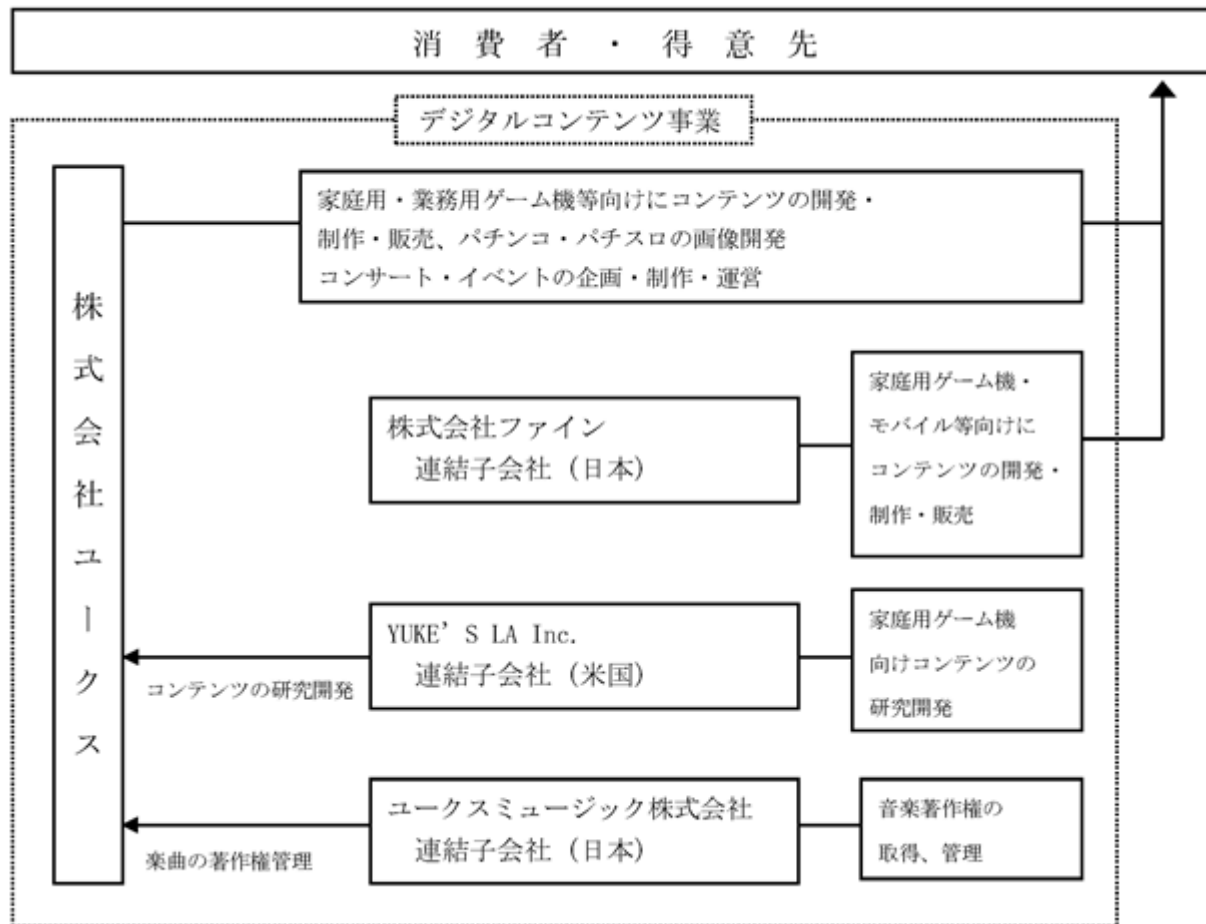 消費者・得意先
デジタルコンテンツ事業
株式会社ユークス
家庭用・業務用ゲーム機等向けにコンテンツの開発・
制作・販売、パチンコ・パチスロの画像開発
コンサート・イベントの企画・制作・運営
株式会社ファイン
連結子会社（日本）
家庭用ゲーム機・
モバイル等向けに
コンテンツの開発・
制作・販売
YUKE’S LA Inc.
連結子会社（米国）
家庭用ゲーム機
向けコンテンツの
研究開発
コンテンツの研究開発
ユークスミュージック株式会社
連結子会社（日本）
音楽著作権の
取得、管理
楽曲の著作権管理